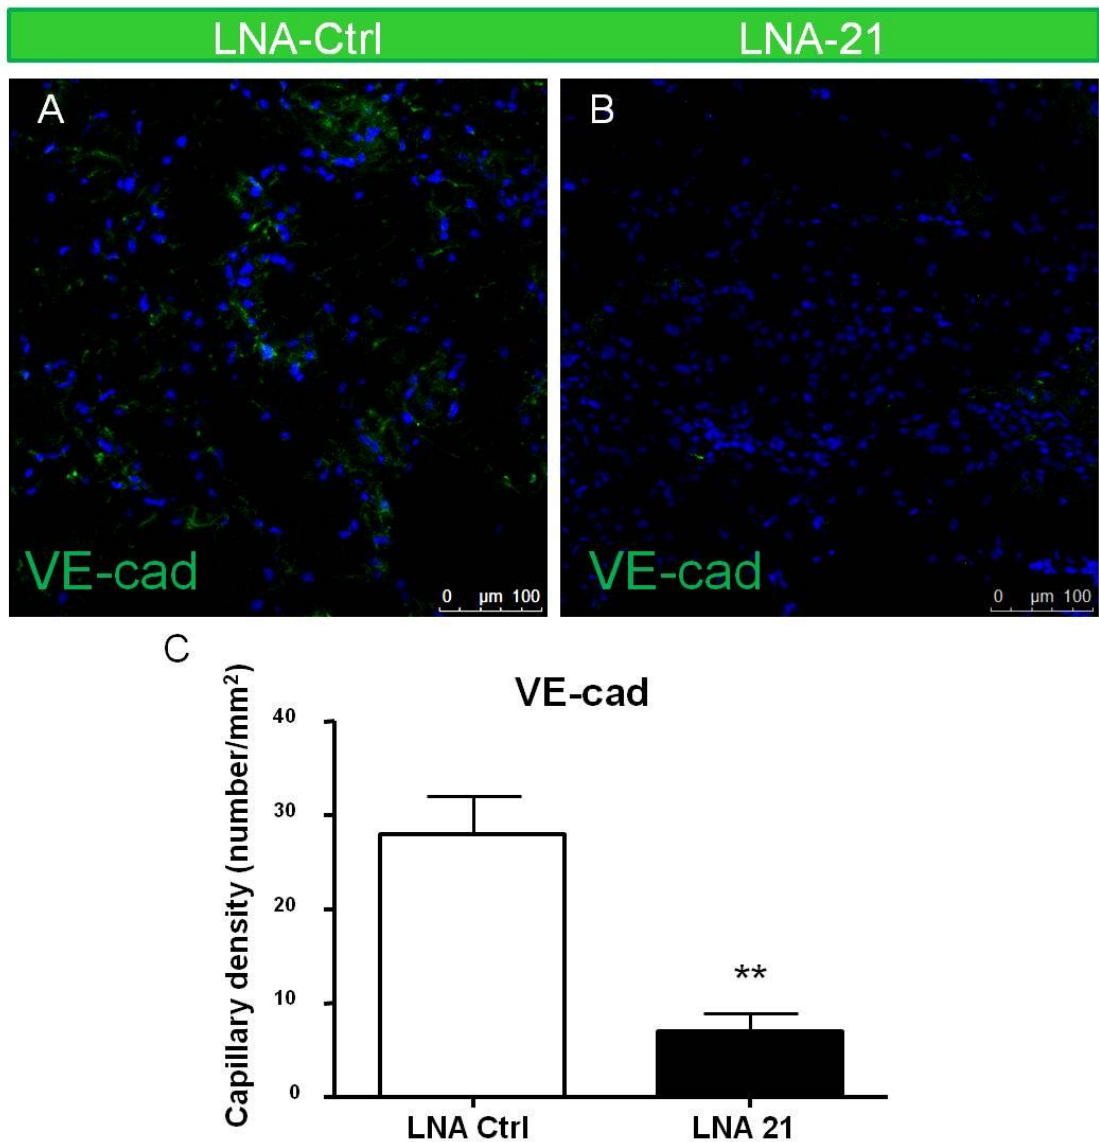 LNA-Ctrl LNA-21
A B
VE-cad VE-cad
0 µm 100 0 µm 100
C
VE-cad
Capillary density (number/mm²)
40
30
20
10
0
**
LNA Ctrl LNA 21